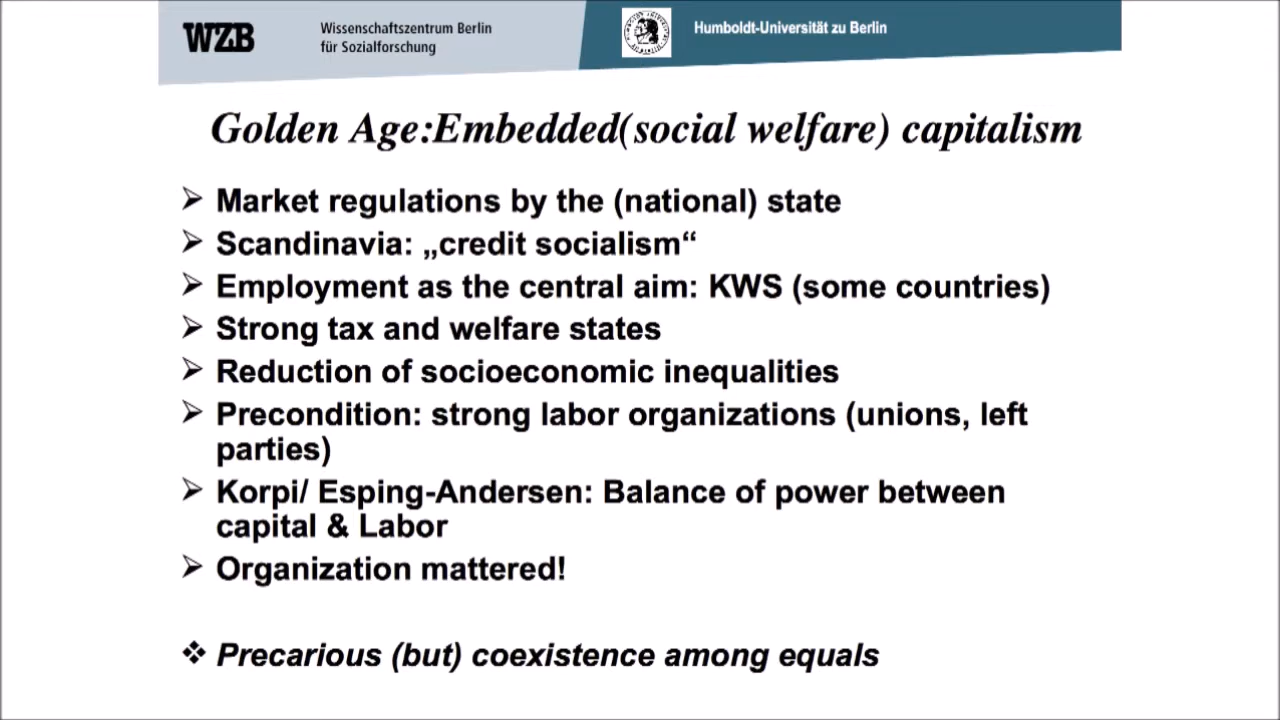 WZB
Wissenschaftszentrum Berlin
für Sozialforschung
Humboldt-Universität zu Berlin
Golden Age:Embedded(social welfare) capitalism
Market regulations by the (national) state
Scandinavia: „credit socialism“
Employment as the central aim: KWS (some countries)
Strong tax and welfare states
Reduction of socioeconomic inequalities
Precondition: strong labor organizations (unions, left
parties)
Korpi/ Esping-Andersen: Balance of power between
capital & Labor
Organization mattered!
Precarious (but) coexistence among equals